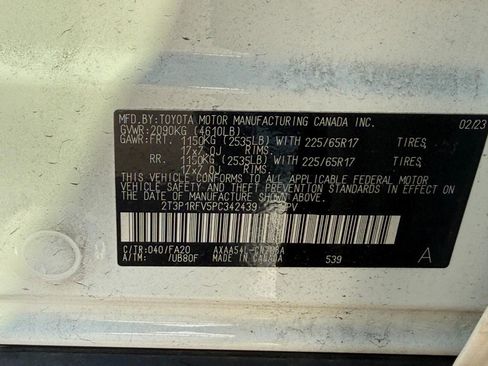 MFD.BY:TOYOTA MOTOR MANUFACTURING CANADA INC. 02/23
GVWR:2090KG (4610LB)
GAWR:FRT. 1150KG (2535LB) WITH 225/65R17 TIRES,
17x7.0J RIMS.
RR. 1150KG (2535LB) WITH 225/65R17 TIRES,
17x7.0J RIMS.
THIS VEHICLE CONFORMS TO ALL APPLICABLE FEDERAL MOTOR
VEHICLE SAFETY AND THEFT PREVENTION STANDARDS IN EFFECT
ON THE DATE OF MANUFACTURE SHOWN ABOVE.
2T3P1RFV5PC342439
C/TR:040/FA20
A/TM: /UB80F
MADE IN CANADA
539
A